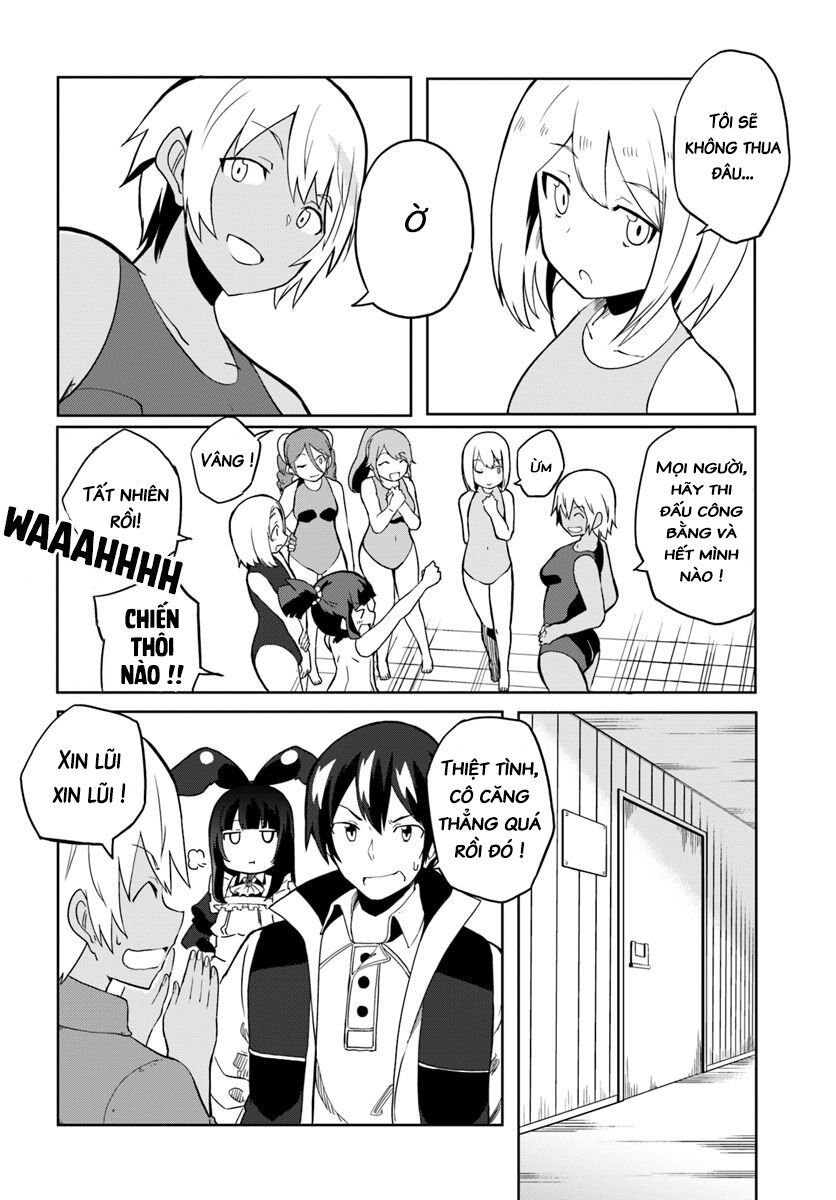 TÔI SẼ
KHÔNG THUA
ĐÂU...
Ờ
MỌI NGƯỜI,
HÃY THI
ĐẤU CÔNG
BẰNG VÀ
HẾT MÌNH
NÀO !
ỪM
VÂNG !
TẤT NHIÊN
RỒI!
WAAAHHHH
CHIẾN
THÔI
NÀO !!
THIỆT TÌNH,
CÔ CĂNG
THẲNG QUÁ
RỒI ĐÓ !
XIN LŨI
XIN LŨI !